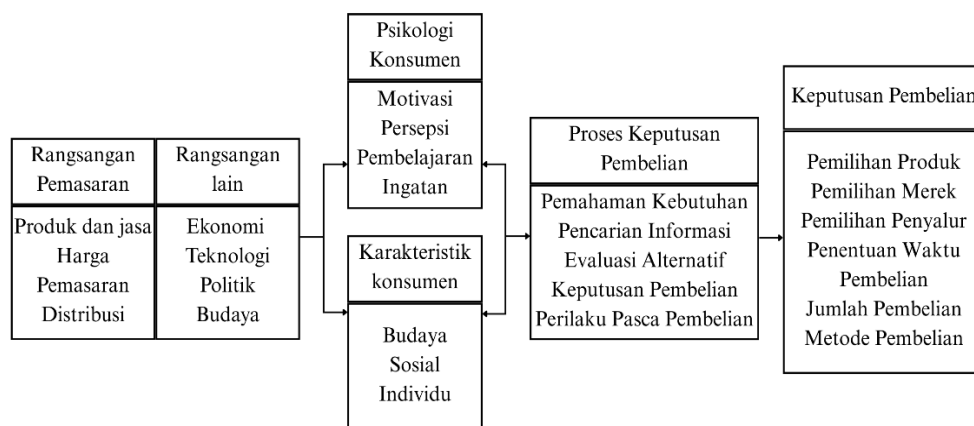 Rangsangan
Pemasaran
Produk dan jasa
Harga
Pemasaran
Distribusi
Rangsangan
lain
Ekonomi
Teknologi
Politik
Budaya
Psikologi
Konsumen
Motivasi
Persepsi
Pembelajaran
Ingatan
Karakteristik
konsumen
Budaya
Sosial
Individu
Proses Keputusan
Pembelian
Pemahaman Kebutuhan
Pencarian Informasi
Evaluasi Alternatif
Keputusan Pembelian
Perilaku Pasca Pembelian
Keputusan Pembelian
Pemilihan Produk
Pemilihan Merek
Pemilihan Penyalur
Penentuan Waktu
Pembelian
Jumlah Pembelian
Metode Pembelian